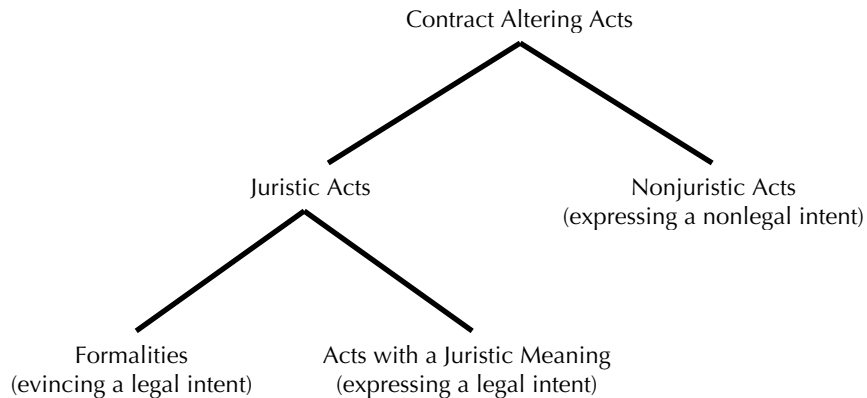 Contract Altering Acts
Juristic Acts
Nonjuristic Acts
(expressing a nonlegal intent)
Formalities
(evincing a legal intent)
Acts with a Juristic Meaning
(expressing a legal intent)